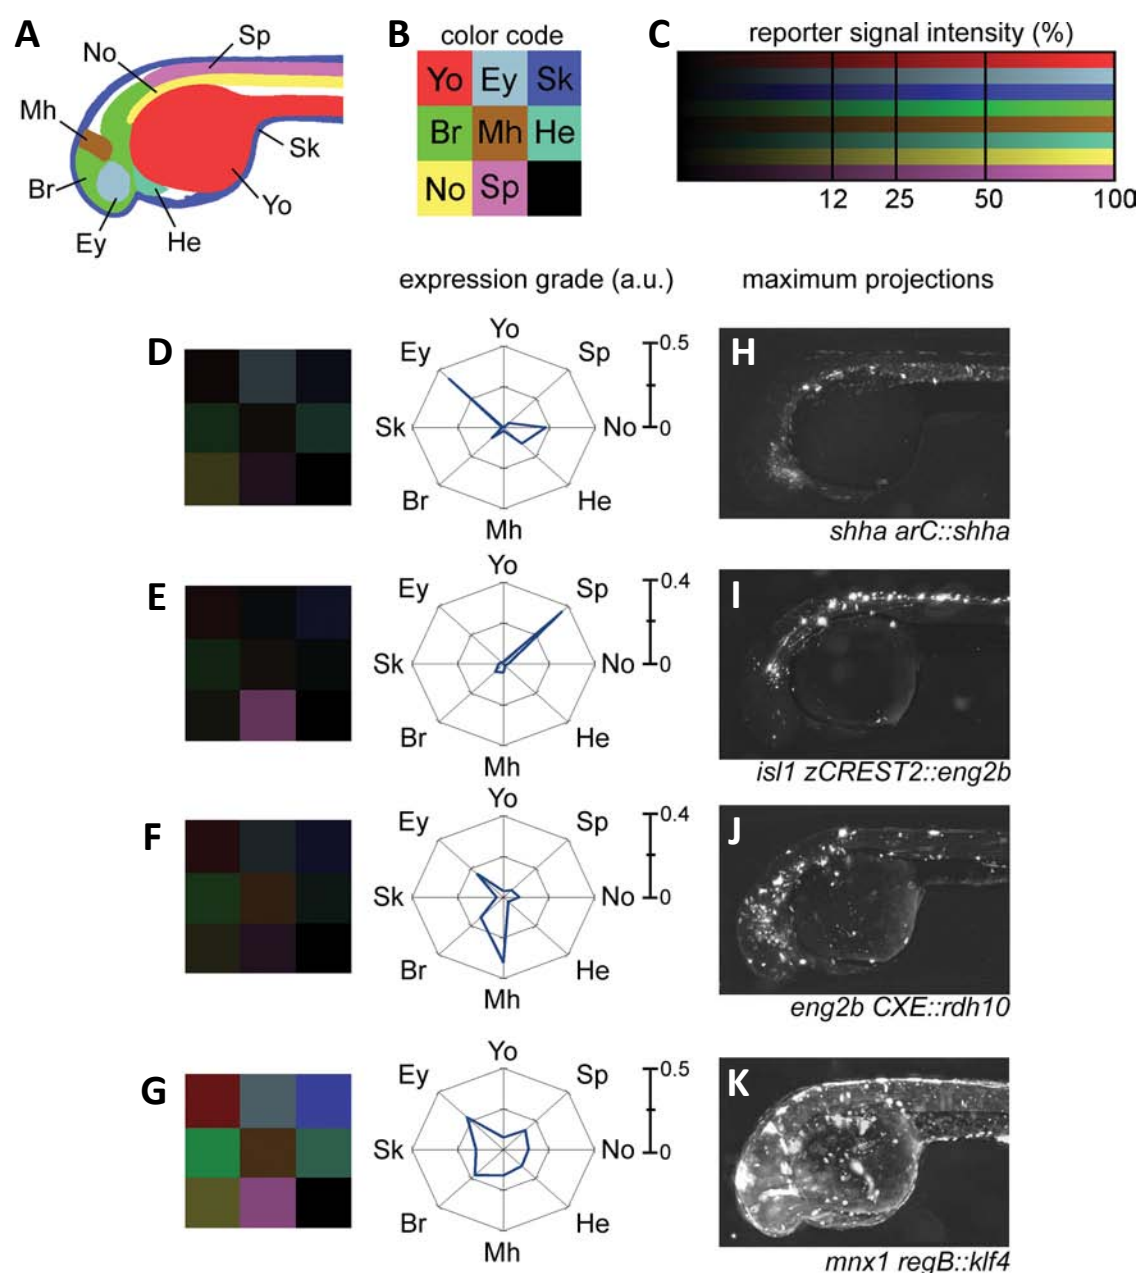 A
No
Sp
Mh
Sk
Br
Yo
Ey
He
B
color code
Yo Ey Sk
Br Mh He
No Sp
C
reporter signal intensity (%)
12 25 50 100
expression grade (a.u.)
maximum projections
D
Yo
Ey
Sp
Sk
No
Br
He
Mh
0.5
0
H
shha arC::shha
E
Yo
Ey
Sp
Sk
No
Br
He
Mh
0.4
0
I
isl1 zCREST2::eng2b
F
Yo
Ey
Sp
Sk
No
Br
He
Mh
0.4
0
J
eng2b CXE::rdh10
G
Yo
Ey
Sp
Sk
No
Br
He
Mh
0.5
0
K
mnx1 regB::klf4